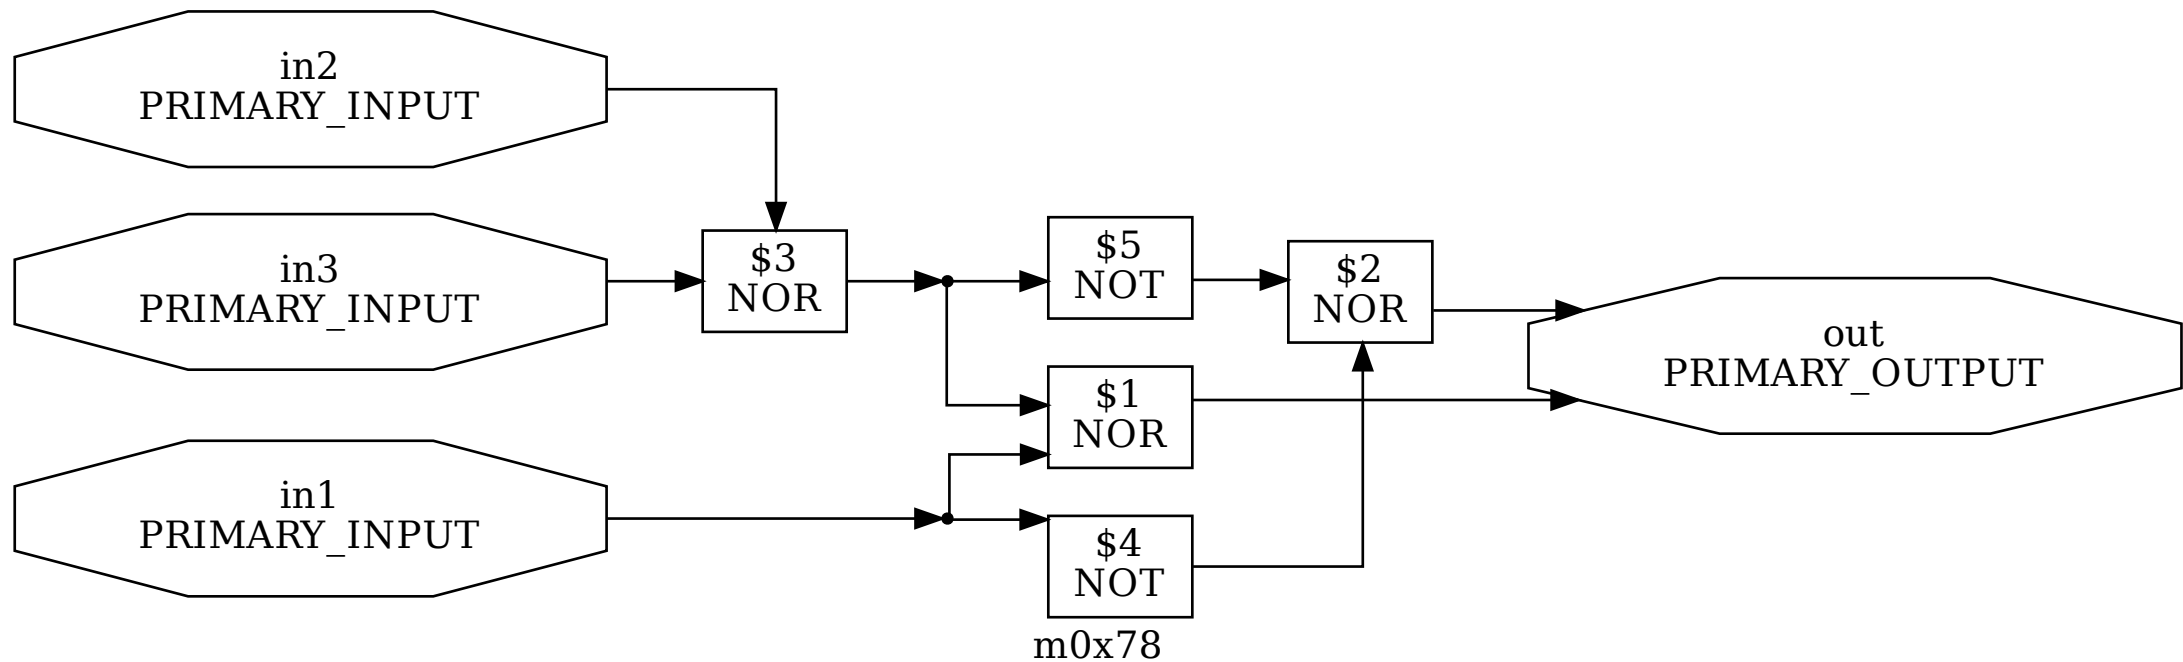 in2
PRIMARY_INPUT
in3
PRIMARY_INPUT
in1
PRIMARY_INPUT
$3
NOR
$5
NOT
$1
NOR
$4
NOT
$2
NOR
out
PRIMARY_OUTPUT
m0x78